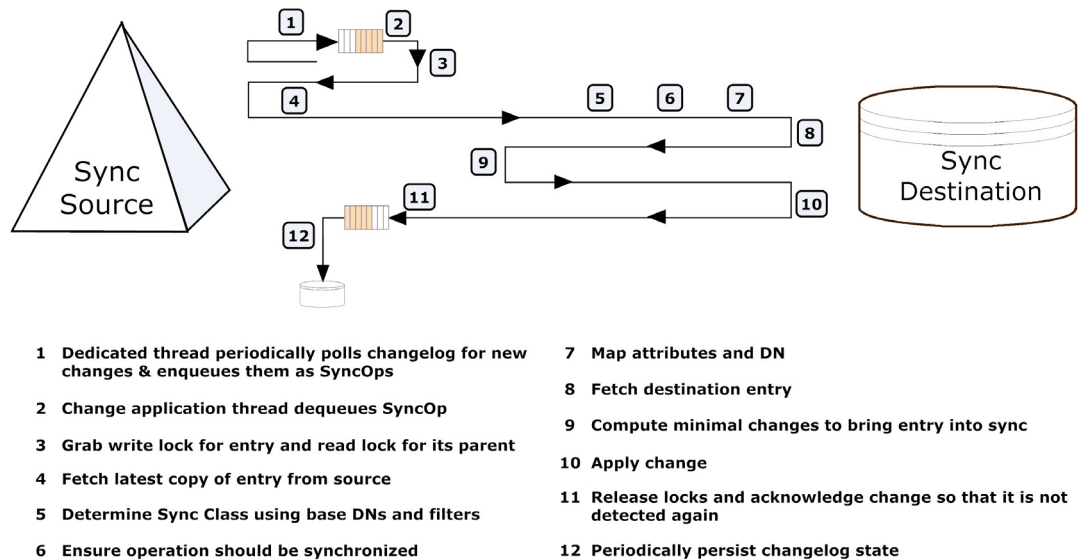 1
2
3
4
5
6
7
8
9
10
11
12
Sync
Source
Sync
Destination
1 Dedicated thread periodically polls changelog for new
changes & enqueues them as SyncOps
2 Change application thread dequeues SyncOp
3 Grab write lock for entry and read lock for its parent
4 Fetch latest copy of entry from source
5 Determine Sync Class using base DNs and filters
6 Ensure operation should be synchronized
7 Map attributes and DN
8 Fetch destination entry
9 Compute minimal changes to bring entry into sync
10 Apply change
11 Release locks and acknowledge change so that it is not
detected again
12 Periodically persist changelog state